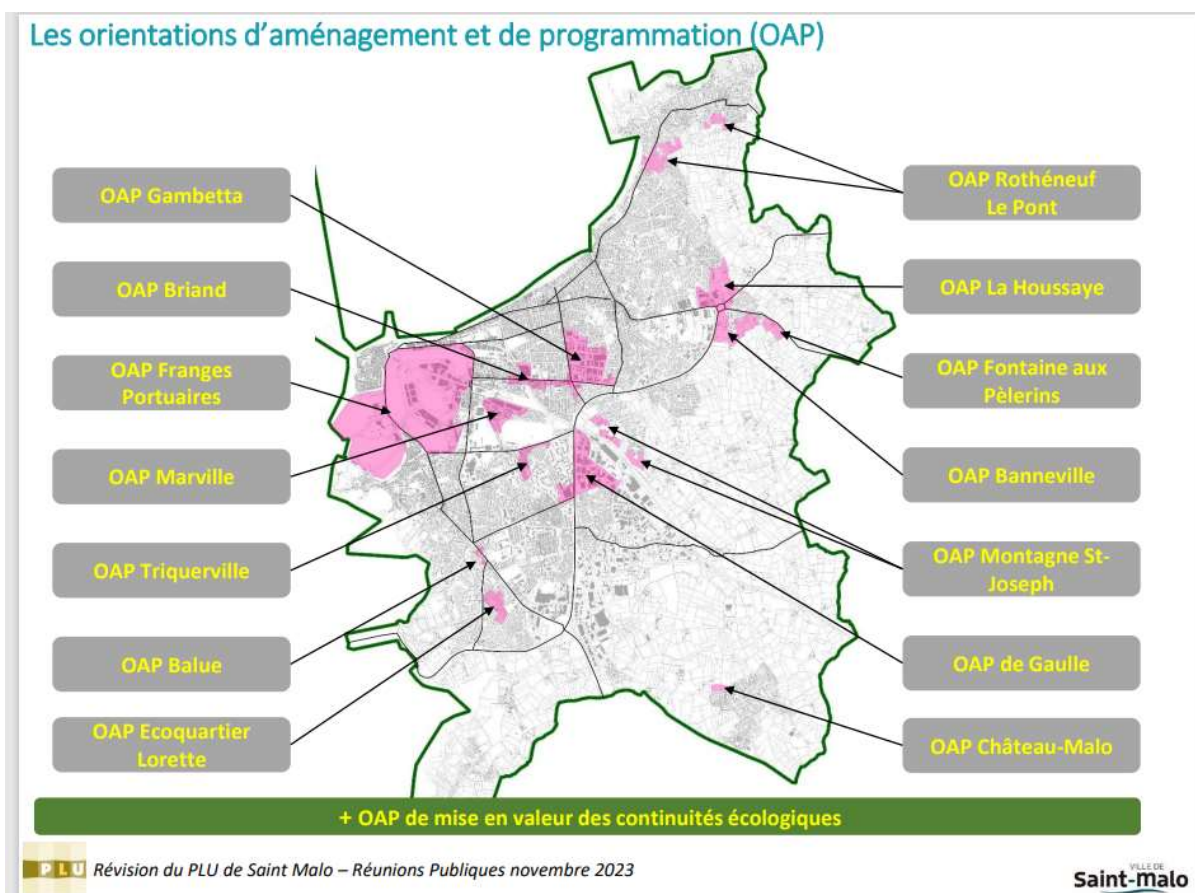 Les orientations d’aménagement et de programmation (OAP)
OAP Gambetta
OAP Briand
OAP Franges
Portuaires
OAP Marville
OAP Triquerville
OAP Balue
OAP Ecoquartier
Lorette
OAP Rothéneuf
Le Pont
OAP La Houssaye
OAP Fontaine aux
Pèlerins
OAP Banneville
OAP Montagne St-
Joseph
OAP de Gaulle
OAP Château-Malo
+ OAP de mise en valeur des continuités écologiques
PLU
Révision du PLU de Saint Malo – Réunions Publiques novembre 2023
VILLE DE
Saint-malo